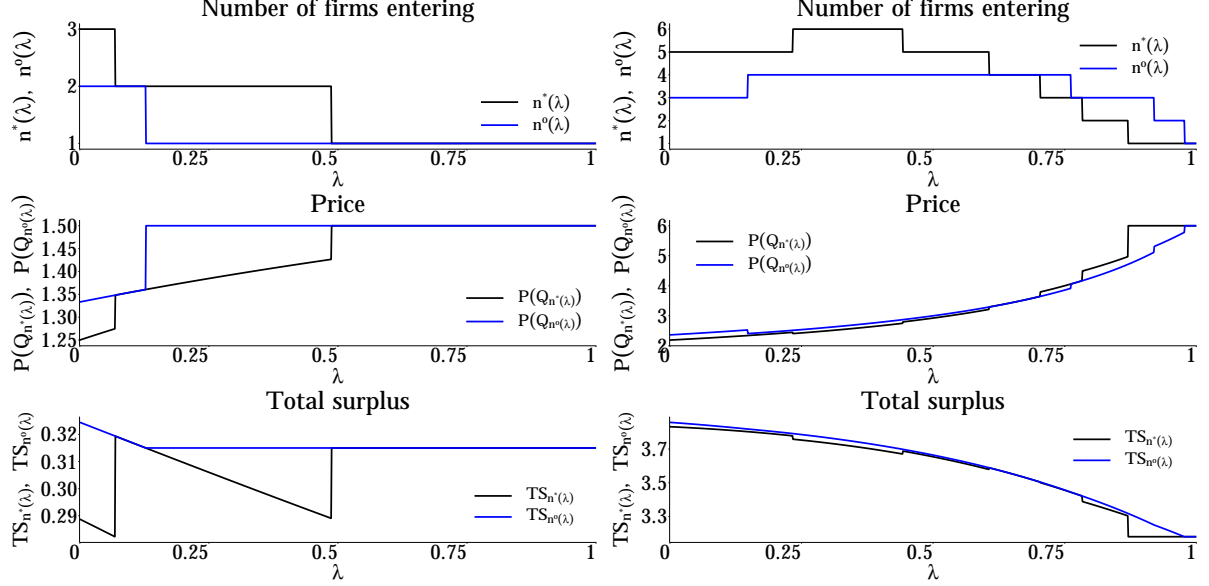 Number of firms entering
n*(λ), nᵒ(λ)
3
2
1
n*(λ)
nᵒ(λ)
0 0.25 0.5 0.75 1
λ
Price
P(Qn*(λ)), P(Qnᵒ(λ))
1.50
1.45
1.40
1.35
1.30
1.25
P(Qn*(λ))
P(Qnᵒ(λ))
0 0.25 0.5 0.75 1
λ
Total surplus
TSn*(λ), TSnᵒ(λ)
0.32
0.31
0.30
0.29
TSn*(λ)
TSnᵒ(λ)
0 0.25 0.5 0.75 1
λ
Number of firms entering
n*(λ), nᵒ(λ)
6
5
4
3
2
1
n*(λ)
nᵒ(λ)
0 0.25 0.5 0.75 1
λ
Price
P(Qn*(λ)), P(Qnᵒ(λ))
6
5
4
3
2
P(Qn*(λ))
P(Qnᵒ(λ))
0 0.25 0.5 0.75 1
λ
Total surplus
TSn*(λ), TSnᵒ(λ)
3.7
3.5
3.3
TSn*(λ)
TSnᵒ(λ)
0 0.25 0.5 0.75 1
λ